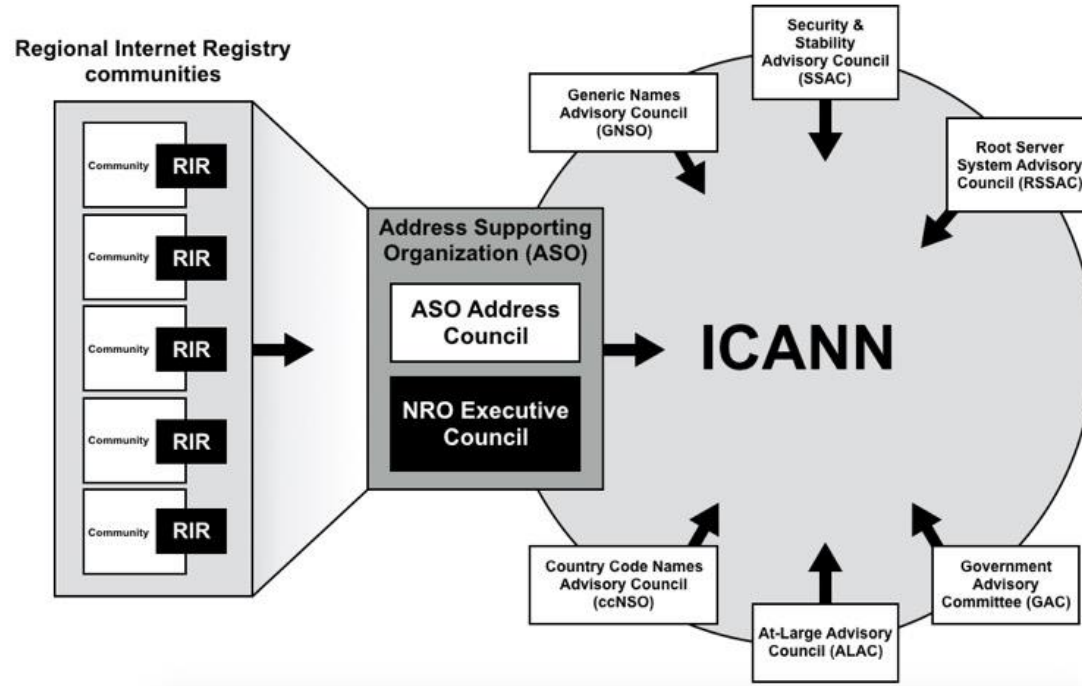 Regional Internet Registry
communities
Community
RIR
Community
RIR
Community
RIR
Community
RIR
Community
RIR
Address Supporting
Organization (ASO)
ASO Address
Council
NRO Executive
Council
ICANN
Generic Names
Advisory Council
(GNSO)
Security &
Stability
Advisory Council
(SSAC)
Root Server
System Advisory
Council (RSSAC)
Country Code Names
Advisory Council
(ccNSO)
At-Large Advisory
Council (ALAC)
Government
Advisory
Committee (GAC)